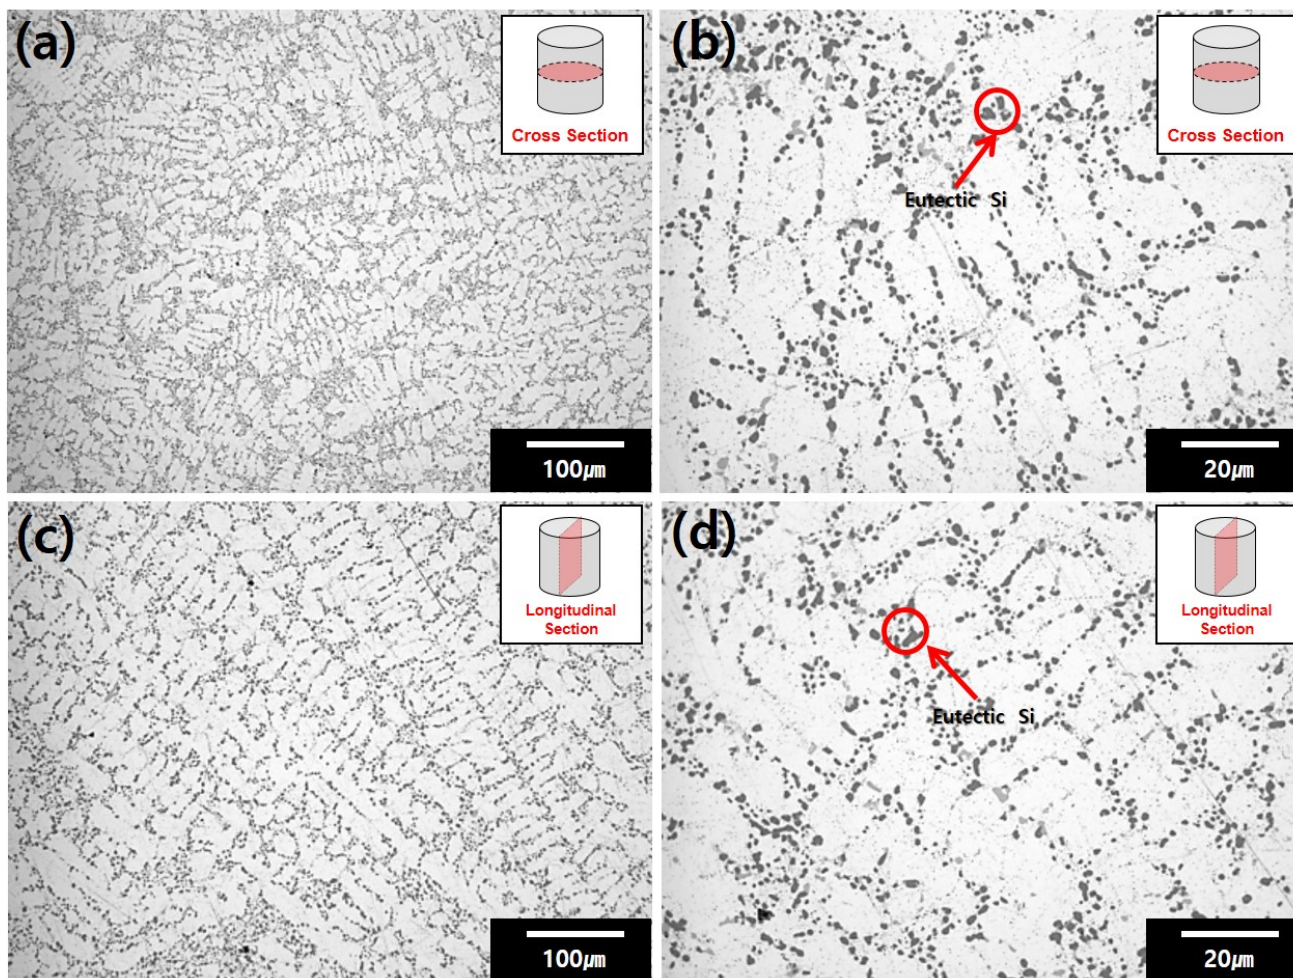 (a)
Cross Section
100㎛
(b)
Cross Section
Eutectic Si
20㎛
(c)
Longitudinal
Section
100㎛
(d)
Longitudinal
Section
Eutectic Si
20㎛